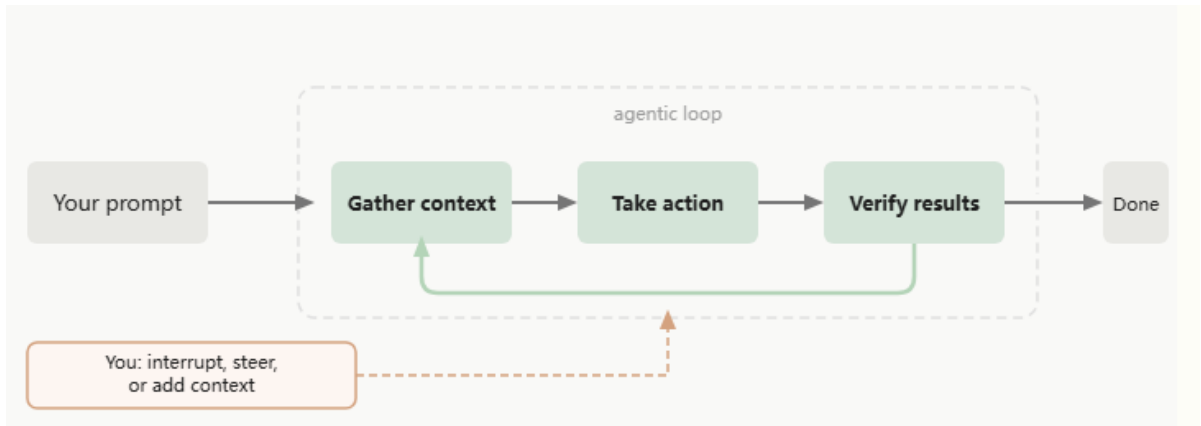 agentic loop
Your prompt
Gather context
Take action
Verify results
Done
You: interrupt, steer,
or add context